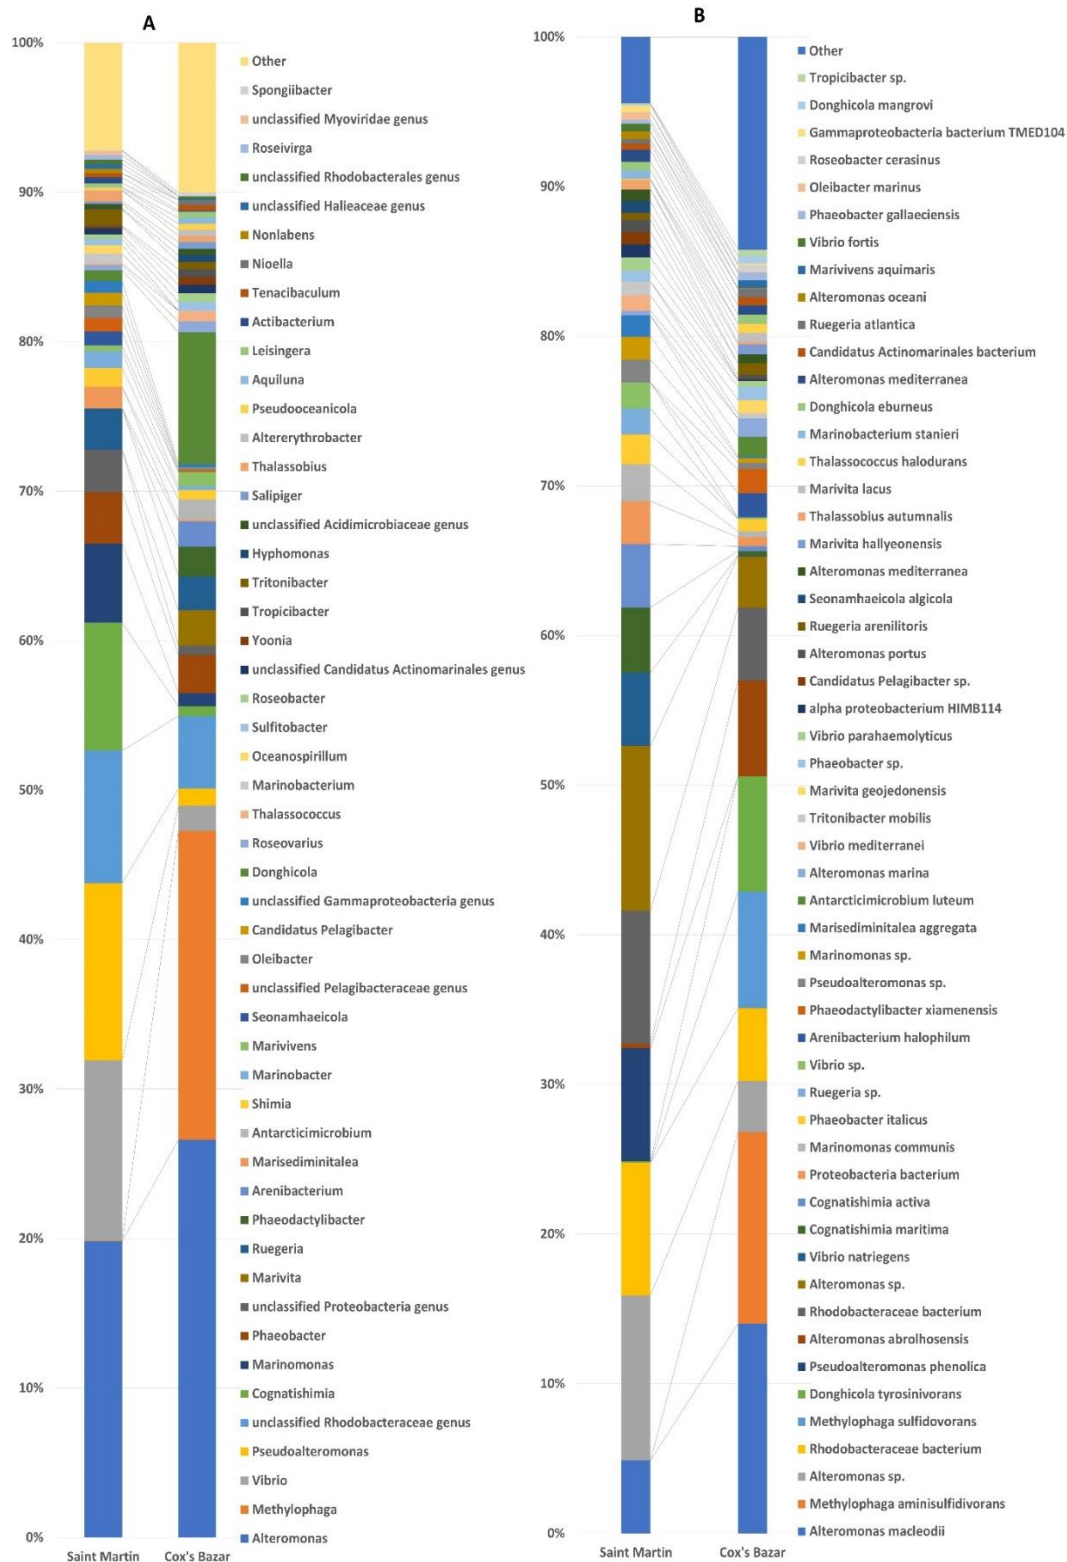 A
100%
90%
80%
70%
60%
50%
40%
30%
20%
10%
0%
Saint Martin
Cox's Bazar
Other
Spongiibacter
unclassified Myoviridae genus
Roseivirga
unclassified Rhodobacterales genus
unclassified Halieaceae genus
Nonlabens
Nioella
Tenacibaculum
Actibacterium
Leisingera
Aquiluna
Pseudooceanicola
Altererythrobacter
Thalassobius
Salipiger
unclassified Acidimicrobiaceae genus
Hyphomonas
Tritonibacter
Tropicibacter
Yoonia
unclassified Candidatus Actinomarinales genus
Roseobacter
Sulfitobacter
Oceanospirillum
Marinobacterium
Thalassococcus
Roseovarius
Donghicola
unclassified Gammaproteobacteria genus
Candidatus Pelagibacter
Oleibacter
unclassified Pelagibacteraceae genus
Seonamhaeicola
Marivivens
Marinobacter
Shimia
Antarcticimicrobium
Marisediminitalea
Arenibacterium
Phaeodactylibacter
Ruegeria
Marivita
unclassified Proteobacteria genus
Phaeobacter
Marinomonas
Cognatishimia
unclassified Rhodobacteraceae genus
Pseudoalteromonas
Vibrio
Methylophaga
Alteromonas
B
100%
90%
80%
70%
60%
50%
40%
30%
20%
10%
0%
Saint Martin
Cox's Bazar
Other
Tropicibacter sp.
Donghicola mangrovi
Gammaproteobacteria bacterium TMED104
Roseobacter cerasinus
Oleibacter marinus
Phaeobacter gallaeciensis
Vibrio fortis
Marivivens aquimaris
Alteromonas oceani
Ruegeria atlantica
Candidatus Actinomarinales bacterium
Alteromonas mediterranea
Donghicola eburneus
Marinobacterium stanieri
Thalassococcus halodurans
Marivita lacus
Thalassobius autumnalis
Marivita hallyeonensis
Alteromonas mediterranea
Seonamhaeicola algicola
Ruegeria arenilitoris
Alteromonas portus
Candidatus Pelagibacter sp.
alpha proteobacterium HIMB114
Vibrio parahaemolyticus
Phaeobacter sp.
Marivita geojedonensis
Tritonibacter mobilis
Vibrio mediterranei
Alteromonas marina
Antarcticimicrobium luteum
Marisediminitalea aggregata
Marinomonas sp.
Pseudoalteromonas sp.
Phaeodactylibacter xiamenensis
Arenibacterium halophilum
Vibrio sp.
Ruegeria sp.
Phaeobacter italicus
Marinomonas communis
Proteobacteria bacterium
Cognatishimia activa
Cognatishimia maritima
Vibrio natriegens
Alteromonas sp.
Rhodobacteraceae bacterium
Alteromonas abrolhosensis
Pseudoalteromonas phenolica
Donghicola tyrosinivorans
Methylophaga sulfidovorans
Rhodobacteraceae bacterium
Alteromonas sp.
Methylophaga aminisulfidivorans
Alteromonas macleodii